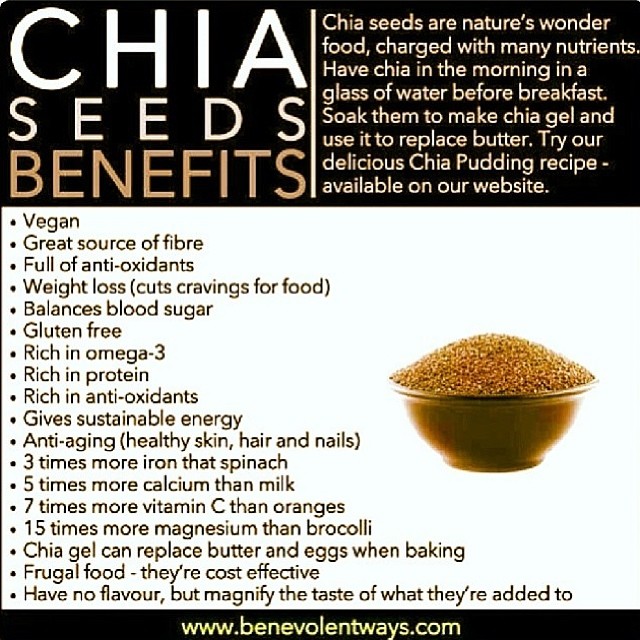 CHIA
SEEDS
BENEFITS
Chia seeds are nature's wonder
food, charged with many nutrients.
Have chia in the morning in a
glass of water before breakfast.
Soak them to make chia gel and
use it to replace butter. Try our
delicious Chia Pudding recipe -
available on our website.
• Vegan
• Great source of fibre
• Full of anti-oxidants
• Weight loss (cuts cravings for food)
• Balances blood sugar
• Gluten free
• Rich in omega-3
• Rich in protein
• Rich in anti-oxidants
• Gives sustainable energy
• Anti-aging (healthy skin, hair and nails)
• 3 times more iron that spinach
• 5 times more calcium than milk
• 7 times more vitamin C than oranges
• 15 times more magnesium than brocolli
• Chia gel can replace butter and eggs when baking
• Frugal food - they're cost effective
• Have no flavour, but magnify the taste of what they're added to
www.benevolentways.com